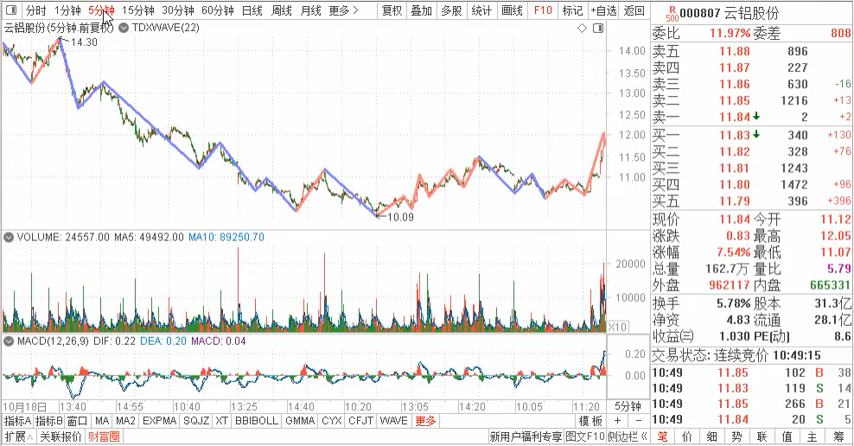 分时 1分钟 5分钟 15分钟 30分钟 60分钟 日线 周线 月线 更多> 复权 叠加 多股 统计 画线 F10 标记 +自选 返回
云铝股份(5分钟.前复权) TDXWAVE(22)
14.30
14.00
13.50
13.00
12.50
12.00
11.50
11.00
10.09
VOLUME: 24557.00 MA5: 49492.00 MA10: 89250.70
20000
10000
X10
MACD(12,26,9) DIF: 0.22 DEA: 0.20 MACD: 0.04
0.20
0.00
10月18日 13:40 14:55 10:40 13:25 14:40 10:20 13:05 14:20 10:05 11:20 5分钟
指标A 指标B 窗口 MA MA2 EXPMA SQJZ XT BBIBOLL GMMA CYX CFJT WAVE 更多 模板 + −
扩展∧ 关联报价 财富圈 新用户福利专享 图文F10 侧边栏《
R
500 000807 云铝股份
委比 11.97% 委差 808
卖五 11.88 896
卖四 11.87 227
卖三 11.86 630 -16
卖二 11.85 1216 +13
卖一 11.84 2 +2
买一 11.83 340 +130
买二 11.82 328 +76
买三 11.81 1243
买四 11.80 1472 +96
买五 11.79 396 +396
现价 11.84 今开 11.12
涨跌 0.83 最高 12.05
涨幅 7.54% 最低 11.07
总量 162.7万 量比 5.79
外盘 962117 内盘 665331
换手 5.78% 股本 31.3亿
净资 4.83 流通 28.1亿
收益㈢ 1.030 PE(动) 8.6
交易状态: 连续竞价 10:49:15
10:49 11.85 102 B 38
10:49 11.83 119 S 14
10:49 11.85 266 B 21
10:49 11.84 20 S 5
笔 价 细 势 联 值 主 筹